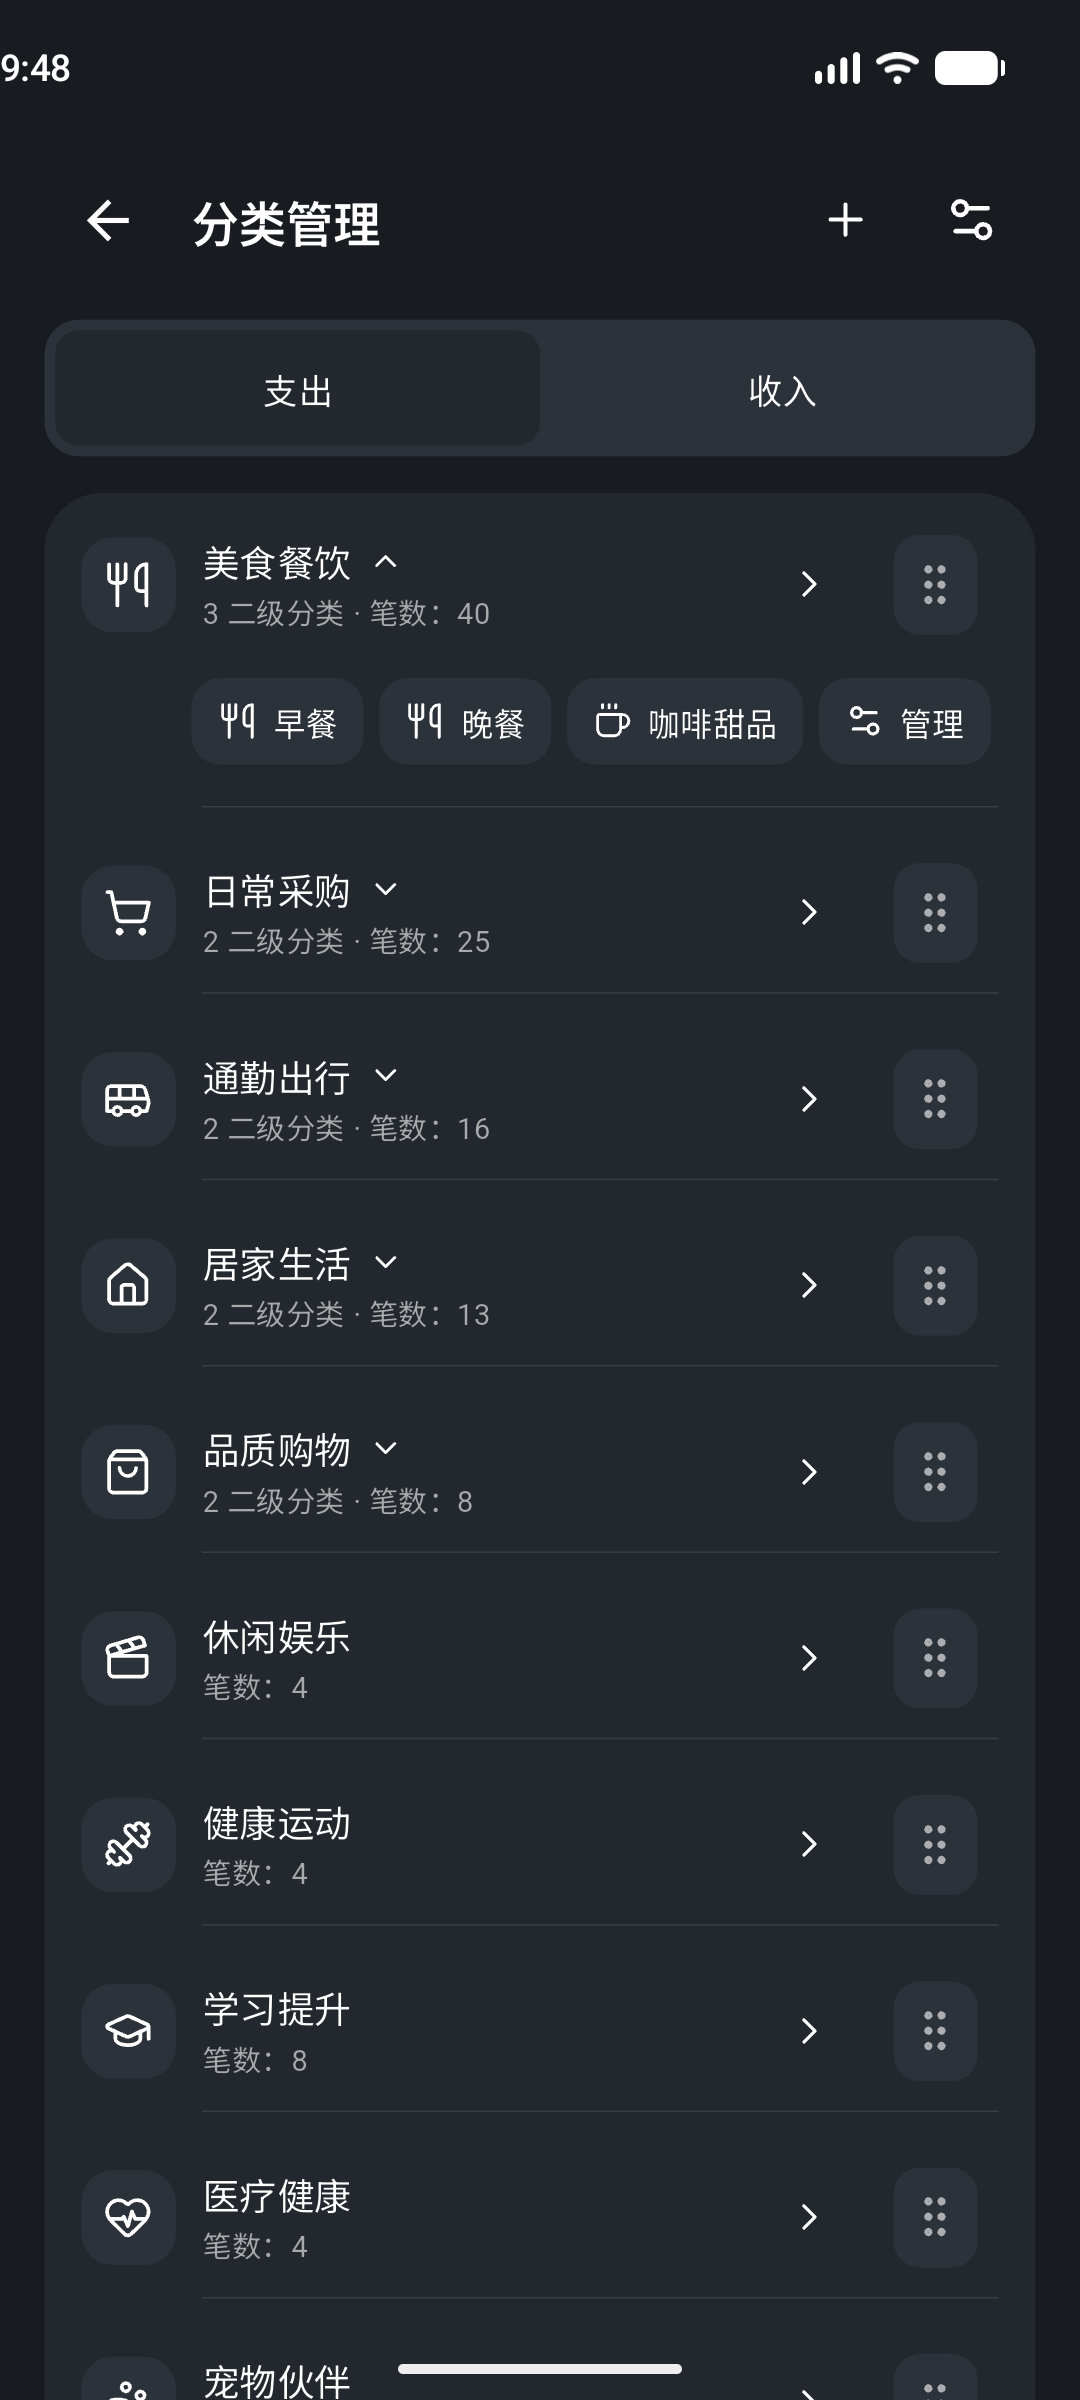 9:48
分类管理
支出
收入
美食餐饮
3 二级分类 · 笔数：40
早餐
晚餐
咖啡甜品
管理
日常采购
2 二级分类 · 笔数：25
通勤出行
2 二级分类 · 笔数：16
居家生活
2 二级分类 · 笔数：13
品质购物
2 二级分类 · 笔数：8
休闲娱乐
笔数：4
健康运动
笔数：4
学习提升
笔数：8
医疗健康
笔数：4
宠物伙伴